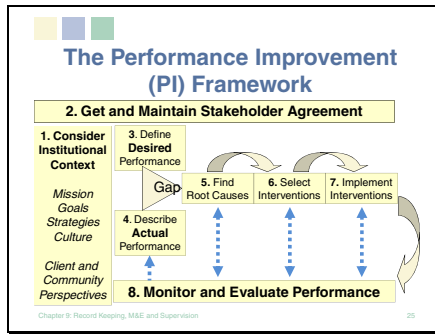 The Performance Improvement
(PI) Framework
2. Get and Maintain Stakeholder Agreement
1. Consider
Institutional
Context
Mission
Goals
Strategies
Culture
Client and
Community
Perspectives
3. Define
Desired
Performance
Gap
4. Describe
Actual
Performance
5. Find
Root Causes
6. Select
Interventions
7. Implement
Interventions
8. Monitor and Evaluate Performance
Chapter 9: Record Keeping, M&E and Supervision
25